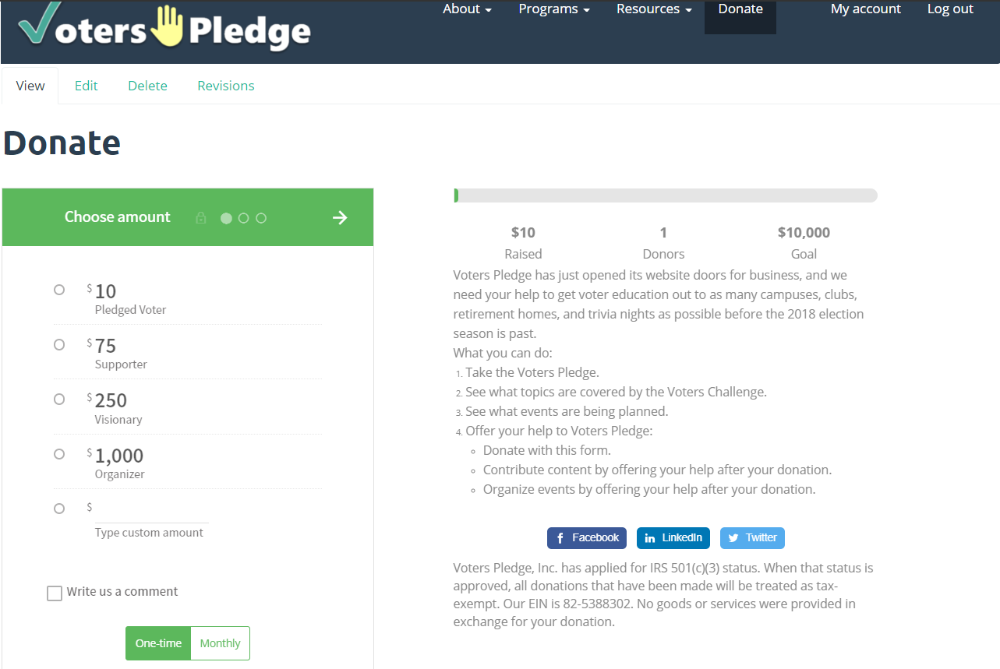 Voters Pledge
About Programs Resources Donate My account Log out
View Edit Delete Revisions
Donate
Choose amount
$ 10
Pledged Voter
$ 75
Supporter
$ 250
Visionary
$ 1,000
Organizer
$
Type custom amount
Write us a comment
One-time Monthly
$10 1 $10,000
Raised Donors Goal
Voters Pledge has just opened its website doors for business, and we
need your help to get voter education out to as many campuses, clubs,
retirement homes, and trivia nights as possible before the 2018 election
season is past.
What you can do:
1. Take the Voters Pledge.
2. See what topics are covered by the Voters Challenge.
3. See what events are being planned.
4. Offer your help to Voters Pledge:
◦ Donate with this form.
◦ Contribute content by offering your help after your donation.
◦ Organize events by offering your help after your donation.
Facebook LinkedIn Twitter
Voters Pledge, Inc. has applied for IRS 501(c)(3) status. When that status is
approved, all donations that have been made will be treated as tax-
exempt. Our EIN is 82-5388302. No goods or services were provided in
exchange for your donation.